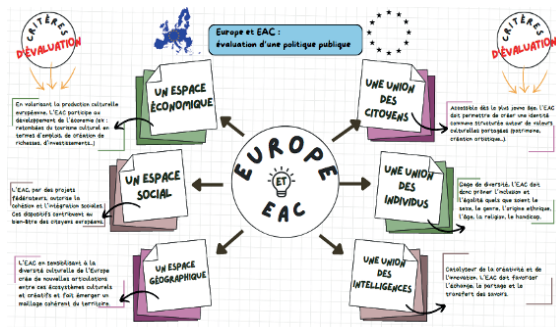 CRITÈRES
D'ÉVALUATION
Europe et EAC :
évaluation d'une politique publique
CRITÈRES
D'ÉVALUATION
En valorisant la production culturelle
européenne, L'EAC participe au
développement de l'économie (ex :
retombées du tourisme culturel en
termes d'emplois, de création de
richesses, d'investissements...)
UN ESPACE
ÉCONOMIQUE
UNE UNION
DES
CITOYENS
Accessible dès le plus jeune âge, L'EAC
doit permettre de créer une identité
commune structurée autour de valeurs
culturelles partagées (patrimoine,
création artistique...)
L'EAC, par des projets
fédérateurs, autorise la
cohésion et l'intégration sociales.
Ces dispositifs contribuent au
bien-être des citoyens européens.
UN ESPACE
SOCIAL
EUROPE
ET
EAC
UNE UNION
DES
INDIVIDUS
Gage de diversité, L'EAC doit
donc prôner l'inclusion et
l'égalité quels que soient le
sexe, le genre, l'origine ethnique,
l'âge, la religion, le handicap.
L'EAC en sensibilisant à la
diversité culturelle de l'Europe
crée de nouvelles articulations
entre ces écosystèmes culturels
et créatifs et fait émerger un
maillage cohérent du territoire.
UN ESPACE
GÉOGRAPHIQUE
UNE UNION
DES
INTELLIGENCES
Catalyseur de la créativité et de
l'innovation, L'EAC doit favoriser
l'échange, le partage et le
transfert des savoirs.